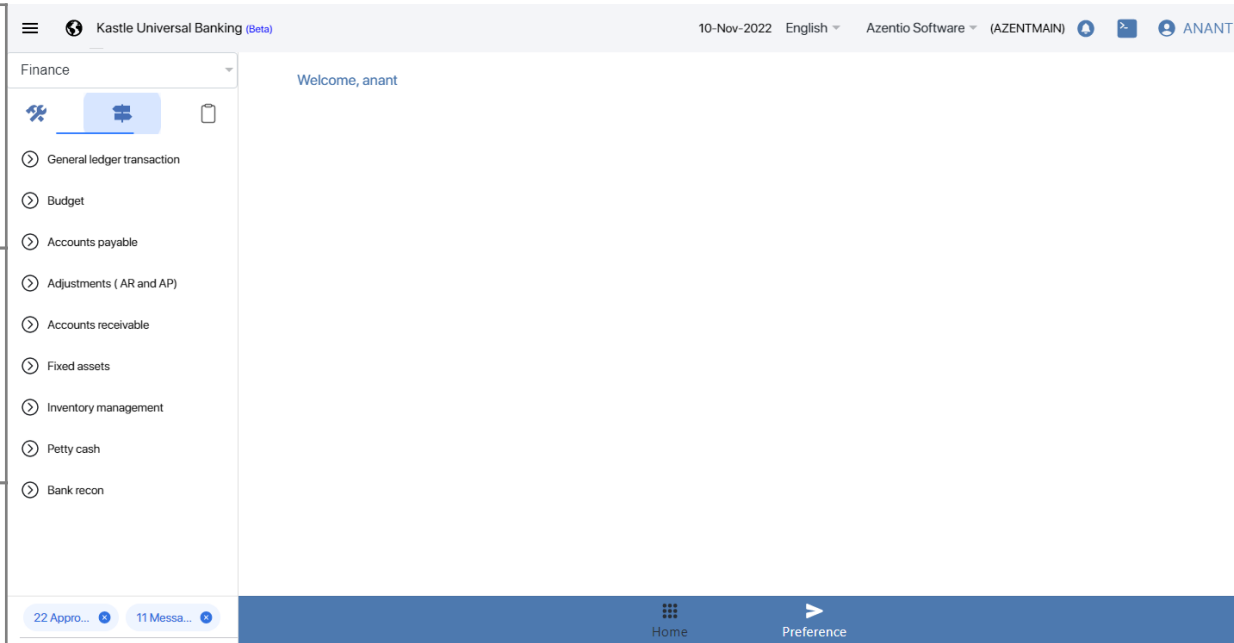 Kastle Universal Banking (Beta)
10-Nov-2022 English Azentio Software (AZENTMAIN) ANANT
Finance
Welcome, anant
General ledger transaction
Budget
Accounts payable
Adjustments ( AR and AP)
Accounts receivable
Fixed assets
Inventory management
Petty cash
Bank recon
22 Appro... 11 Messa...
Home
Preference